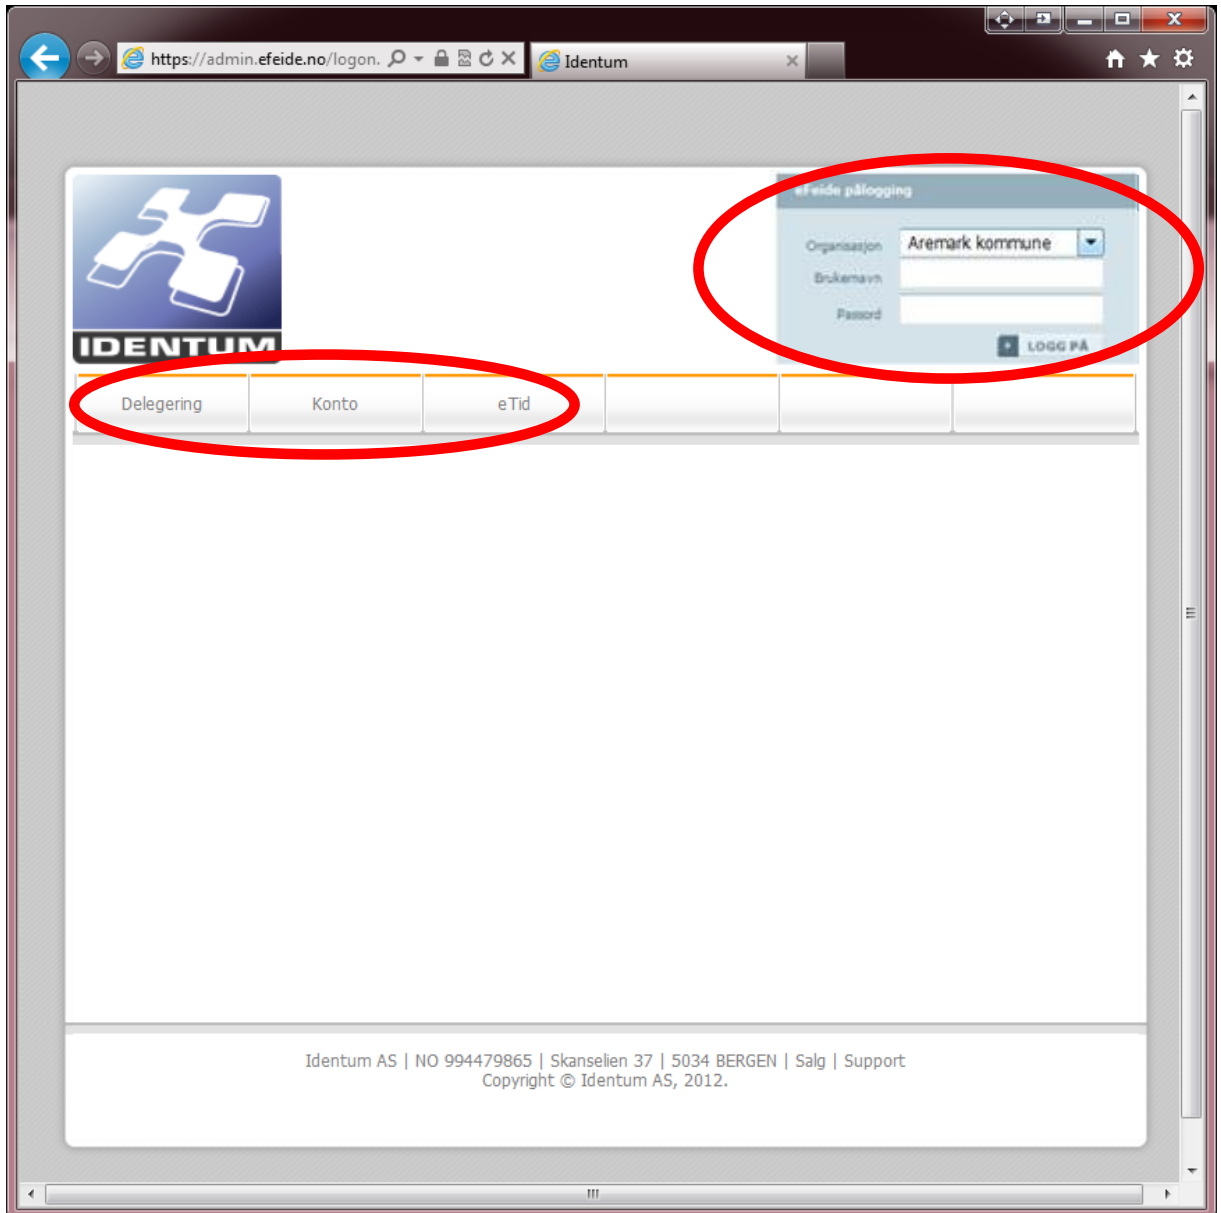 https://admin.efeide.no/logon.
Identum
eFeide pålogging
Organisasjon Aremark kommune
Brukernavn
Passord
LOGG PÅ
IDENTUM
Delegering Konto eTid
Identum AS | NO 994479865 | Skanselien 37 | 5034 BERGEN | Salg | Support
Copyright © Identum AS, 2012.